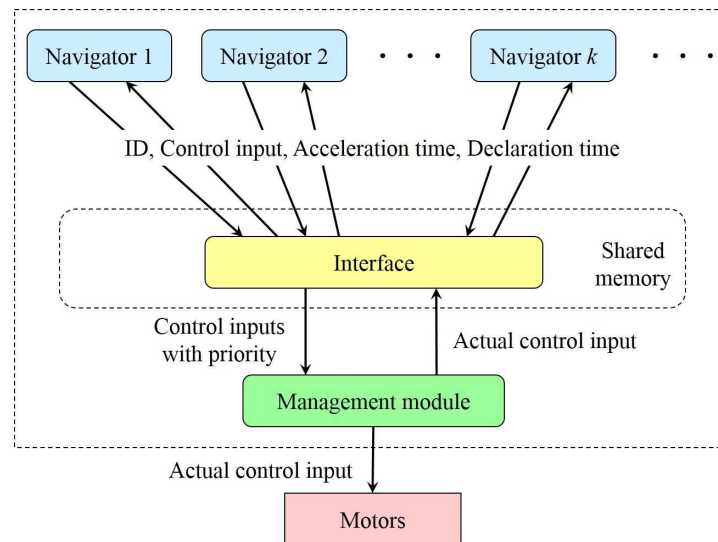 Navigator 1
Navigator 2
· · ·
Navigator k
· · ·
ID, Control input, Acceleration time, Declaration time
Interface
Shared
memory
Control inputs
with priority
Actual control input
Management module
Actual control input
Motors